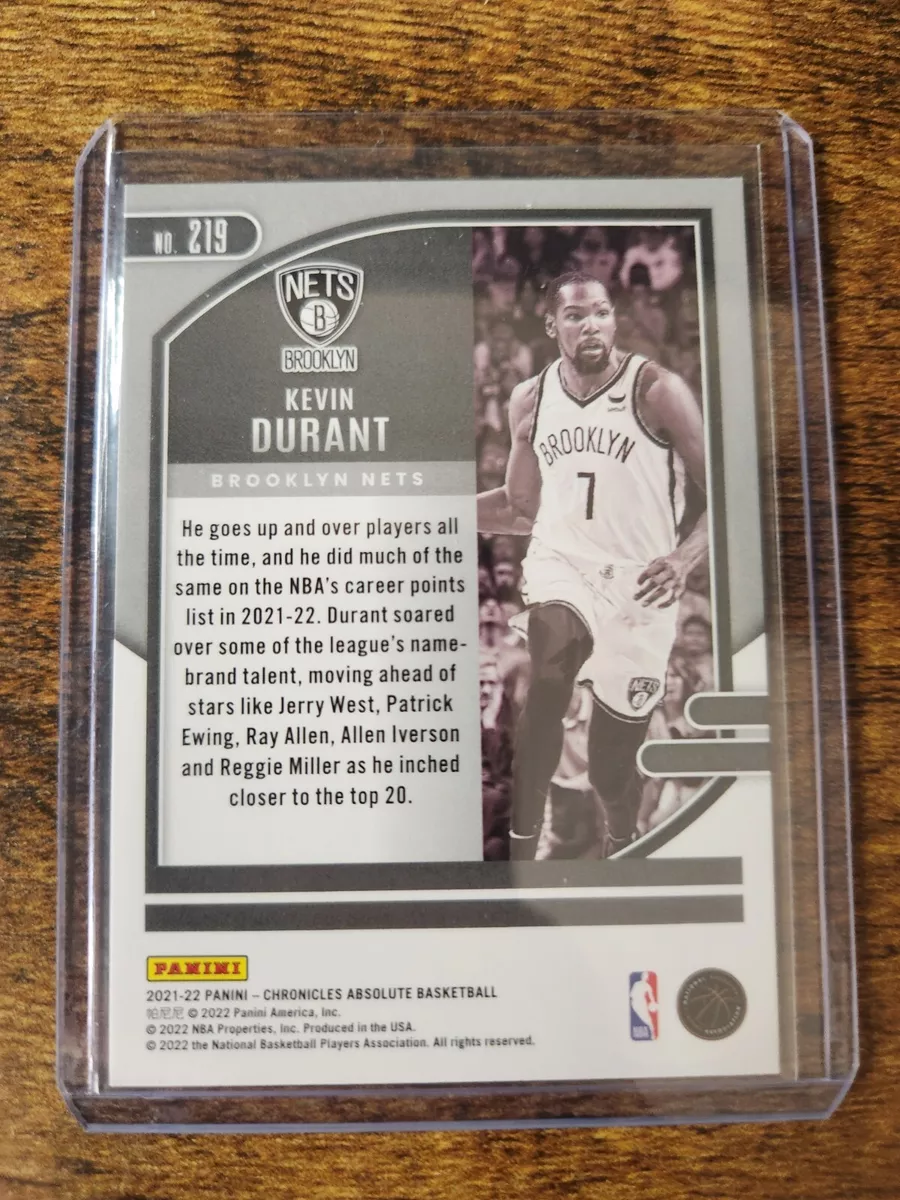 NO. 219
NETS
B
BROOKLYN
KEVIN
DURANT
BROOKLYN NETS
He goes up and over players all
the time, and he did much of the
same on the NBA's career points
list in 2021-22. Durant soared
over some of the league's name-
brand talent, moving ahead of
stars like Jerry West, Patrick
Ewing, Ray Allen, Allen Iverson
and Reggie Miller as he inched
closer to the top 20.
BROOKLYN
7
NETS
PANINI
2021-22 PANINI – CHRONICLES ABSOLUTE BASKETBALL
帕尼尼 © 2022 Panini America, Inc.
© 2022 NBA Properties, Inc. Produced in the USA.
© 2022 the National Basketball Players Association. All rights reserved.
NBA